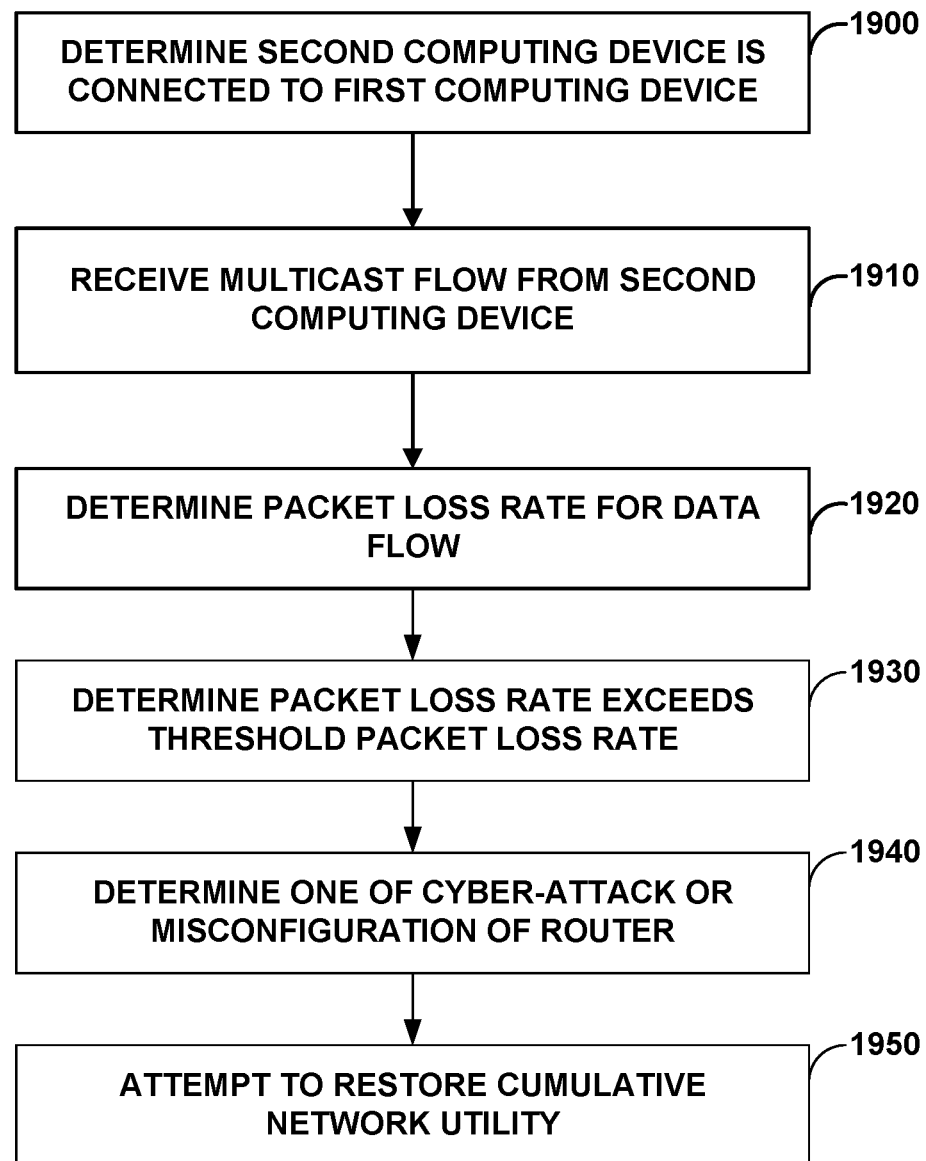 1900
DETERMINE SECOND COMPUTING DEVICE IS
CONNECTED TO FIRST COMPUTING DEVICE
1910
RECEIVE MULTICAST FLOW FROM SECOND
COMPUTING DEVICE
1920
DETERMINE PACKET LOSS RATE FOR DATA
FLOW
1930
DETERMINE PACKET LOSS RATE EXCEEDS
THRESHOLD PACKET LOSS RATE
1940
DETERMINE ONE OF CYBER-ATTACK OR
MISCONFIGURATION OF ROUTER
1950
ATTEMPT TO RESTORE CUMULATIVE
NETWORK UTILITY